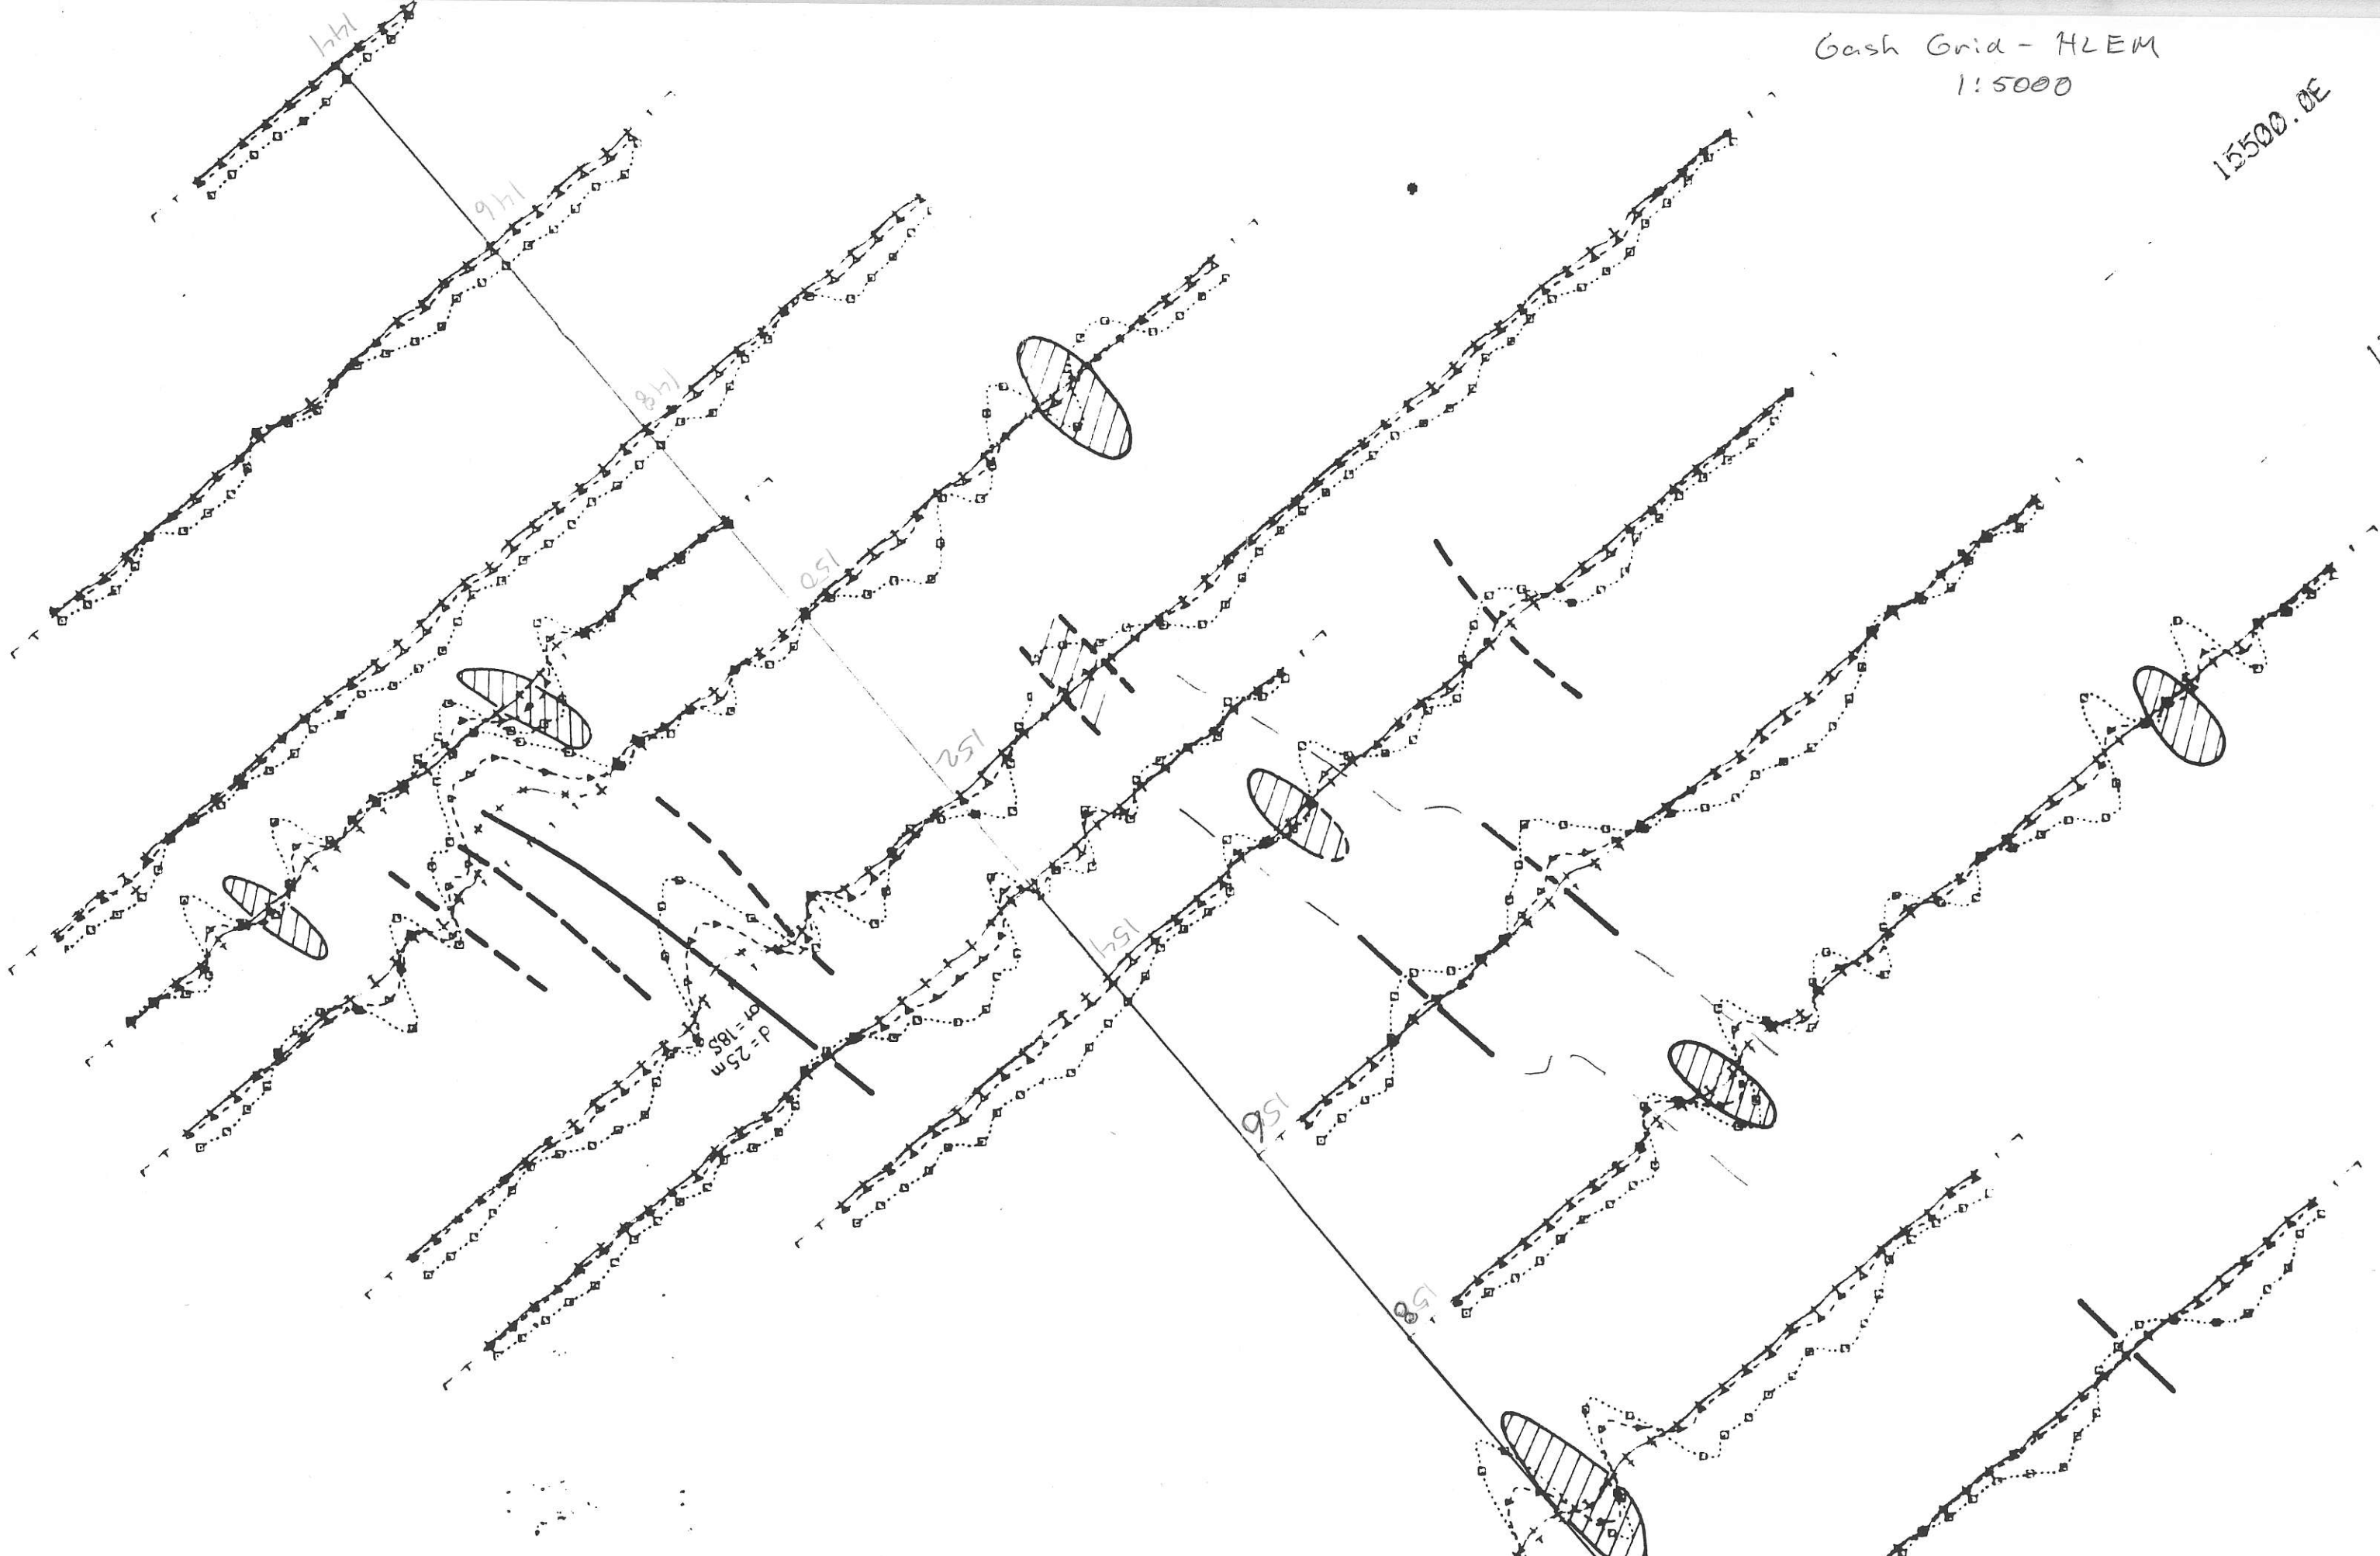 Gash Grid - HLEM
1:5000
15500.0E
144
146
148
150
152
154
156
158
d = 25m
σt = 18S